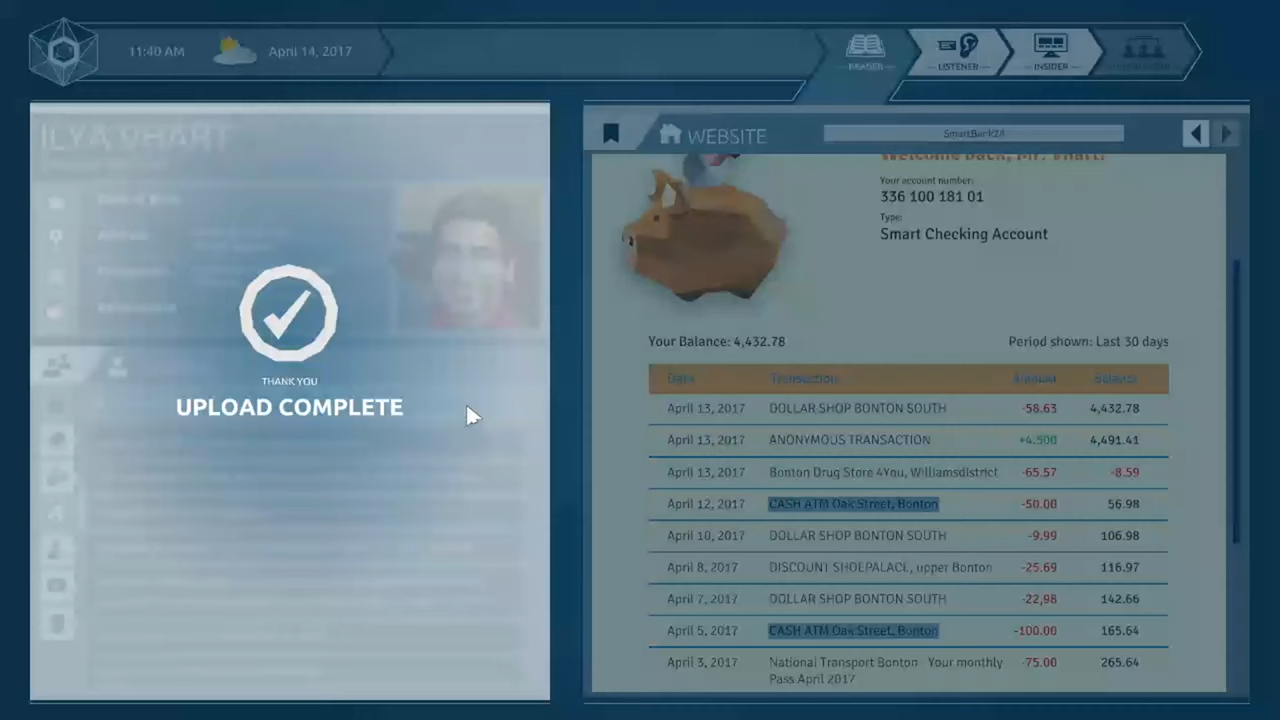 11:40 AM
April 14, 2017
READER
LISTENER
INSIDER
ILYA VHART
THANK YOU
UPLOAD COMPLETE
WEBSITE
SmartBank24
Welcome back, Mr. Vhart!
Your account number:
336 100 181 01
Type:
Smart Checking Account
Your Balance: 4,432.78
Period shown: Last 30 days
Date Transaction Amount Balance
April 13, 2017 DOLLAR SHOP BONTON SOUTH -58.63 4,432.78
April 13, 2017 ANONYMOUS TRANSACTION +4.500 4,491.41
April 13, 2017 Bonton Drug Store 4You, Williamsdistrict -65.57 -8.59
April 12, 2017 CASH ATM Oak Street, Bonton -50.00 56.98
April 10, 2017 DOLLAR SHOP BONTON SOUTH -9.99 106.98
April 8, 2017 DISCOUNT SHOEPALACE, upper Bonton -25.69 116.97
April 7, 2017 DOLLAR SHOP BONTON SOUTH -22,98 142.66
April 5, 2017 CASH ATM Oak Street, Bonton -100.00 165.64
April 3, 2017 National Transport Bonton - Your monthly -75.00 265.64
Pass April 2017